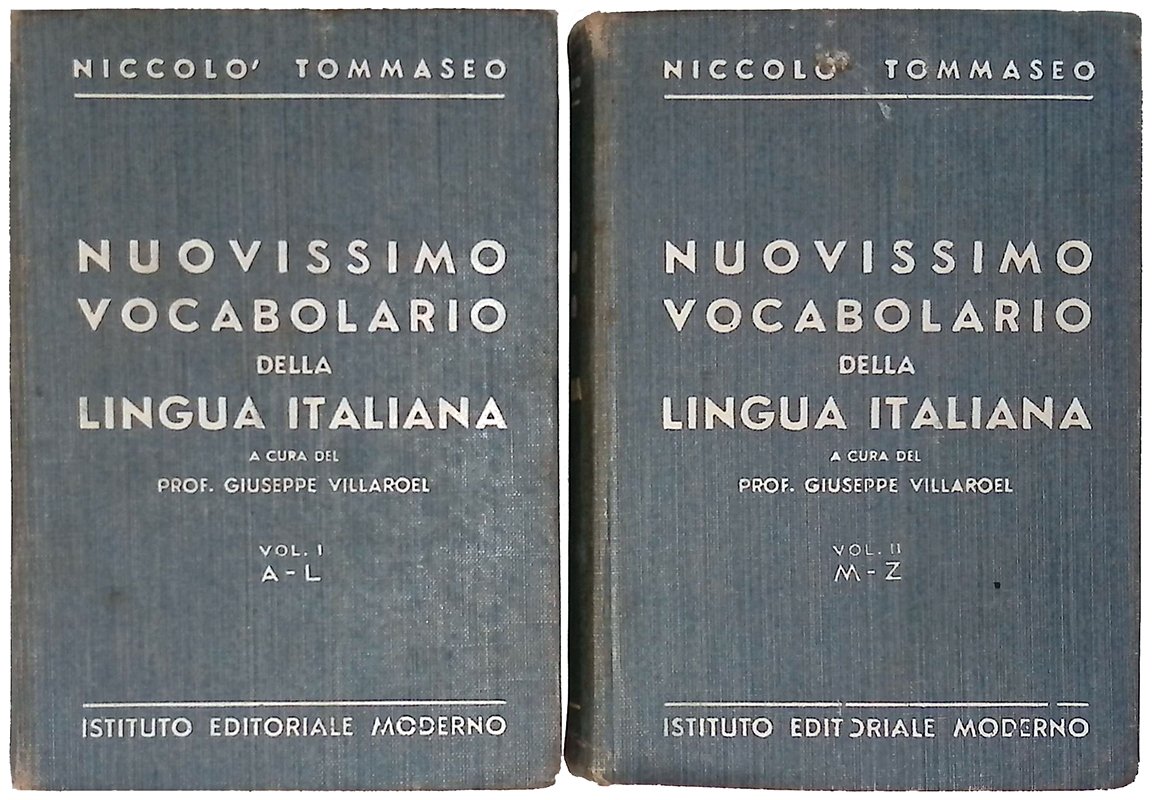 NICCOLO' TOMMASEO
NUOVISSIMO
VOCABOLARIO
DELLA
LINGUA ITALIANA
A CURA DEL
PROF. GIUSEPPE VILLAROEL
VOL. I
A - L
ISTITUTO EDITORIALE MODERNO
NICCOLO' TOMMASEO
NUOVISSIMO
VOCABOLARIO
DELLA
LINGUA ITALIANA
A CURA DEL
PROF. GIUSEPPE VILLAROEL
VOL. II
M - Z
ISTITUTO EDITORIALE MODERNO